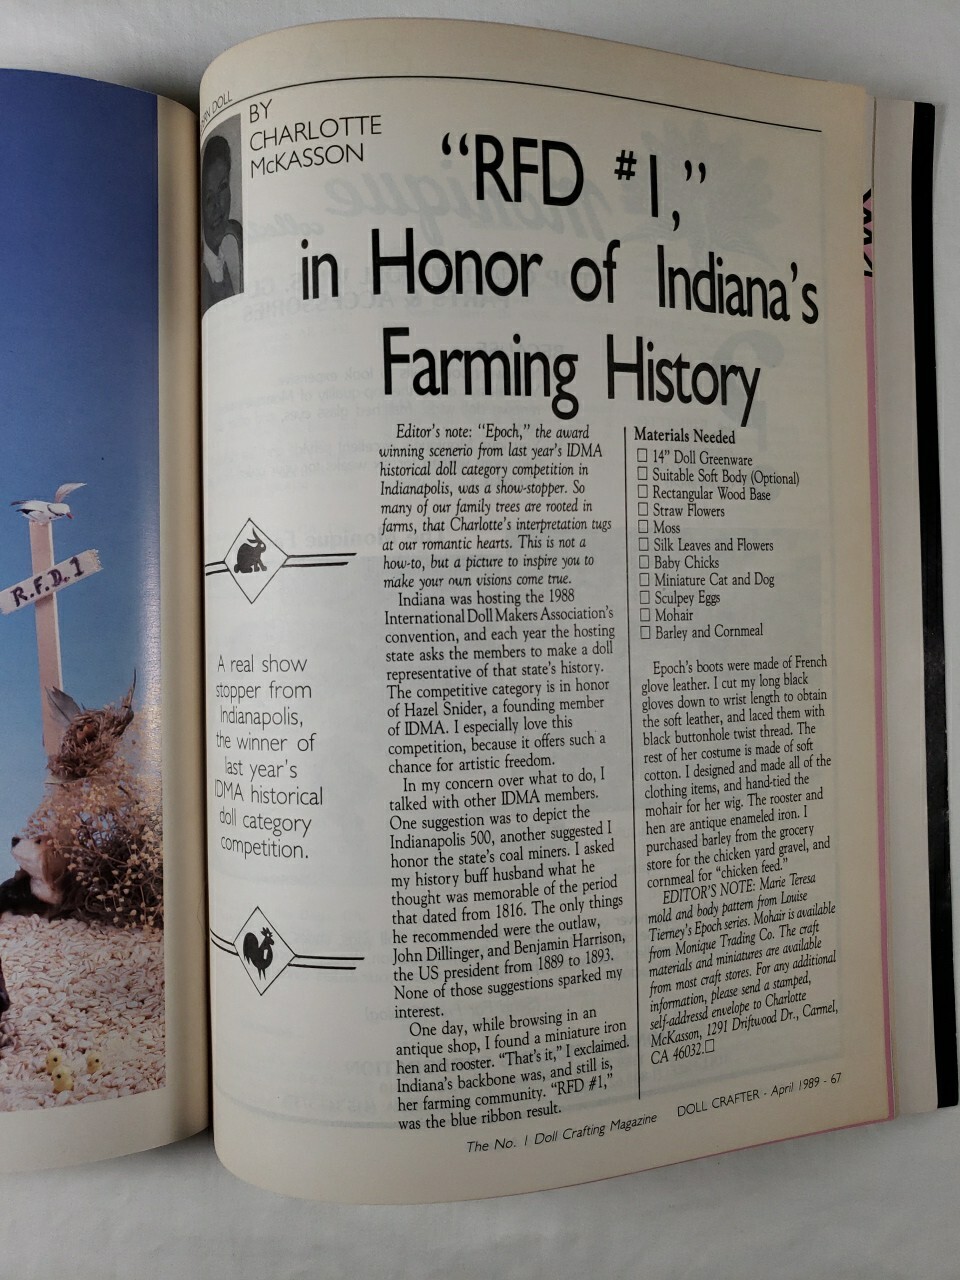 BY
CHARLOTTE
McKASSON
"RFD #1,"
in Honor of Indiana's
Farming History
R.F.D. 1
A real show
stopper from
Indianapolis,
the winner of
last year's
IDMA historical
doll category
competition.
Editor's note: "Epoch," the award
winning scenerio from last year's IDMA
historical doll category competition in
Indianapolis, was a show-stopper. So
many of our family trees are rooted in
farms, that Charlotte's interpretation tugs
at our romantic hearts. This is not a
how-to, but a picture to inspire you to
make your own visions come true.
Indiana was hosting the 1988
International Doll Makers Association's
convention, and each year the hosting
state asks the members to make a doll
representative of that state's history.
The competitive category is in honor
of Hazel Snider, a founding member
of IDMA. I especially love this
competition, because it offers such a
chance for artistic freedom.
In my concern over what to do, I
talked with other IDMA members.
One suggestion was to depict the
Indianapolis 500, another suggested I
honor the state's coal miners. I asked
my history buff husband what he
thought was memorable of the period
that dated from 1816. The only things
he recommended were the outlaw,
John Dillinger, and Benjamin Harrison,
the US president from 1889 to 1893.
None of those suggestions sparked my
interest.
One day, while browsing in an
antique shop, I found a miniature iron
hen and rooster. "That's it," I exclaimed.
Indiana's backbone was, and still is,
her farming community. "RFD #1,"
was the blue ribbon result.
Materials Needed
☐ 14" Doll Greenware
☐ Suitable Soft Body (Optional)
☐ Rectangular Wood Base
☐ Straw Flowers
☐ Moss
☐ Silk Leaves and Flowers
☐ Baby Chicks
☐ Miniature Cat and Dog
☐ Sculpey Eggs
☐ Mohair
☐ Barley and Cornmeal
Epoch's boots were made of French
glove leather. I cut my long black
gloves down to wrist length to obtain
the soft leather, and laced them with
black buttonhole twist thread. The
rest of her costume is made of soft
cotton. I designed and made all of the
clothing items, and hand-tied the
mohair for her wig. The rooster and
hen are antique enameled iron. I
purchased barley from the grocery
store for the chicken yard gravel, and
cornmeal for "chicken feed."
EDITOR'S NOTE: Marie Teresa
mold and body pattern from Louise
Tierney's Epoch series. Mohair is available
from Monique Trading Co. The craft
materials and miniatures are available
from most craft stores. For any additional
information, please send a stamped,
self-addressd envelope to Charlotte
McKasson, 1291 Driftwood Dr., Carmel,
CA 46032.☐
The No. 1 Doll Crafting Magazine DOLL CRAFTER - April 1989 - 67